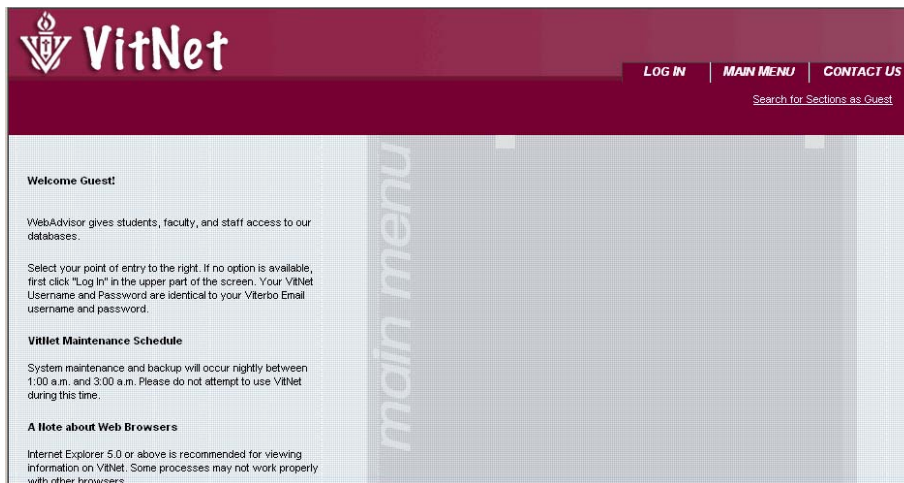 VitNet
LOG IN
MAIN MENU
CONTACT US
Search for Sections as Guest
Welcome Guest!
WebAdvisor gives students, faculty, and staff access to our
databases.
Select your point of entry to the right. If no option is available,
first click "Log In" in the upper part of the screen. Your VitNet
Username and Password are identical to your Viterbo Email
username and password.
VitNet Maintenance Schedule
System maintenance and backup will occur nightly between
1:00 a.m. and 3:00 a.m. Please do not attempt to use VitNet
during this time.
A Note about Web Browsers
Internet Explorer 5.0 or above is recommended for viewing
information on VitNet. Some processes may not work properly
with other browsers
main menu